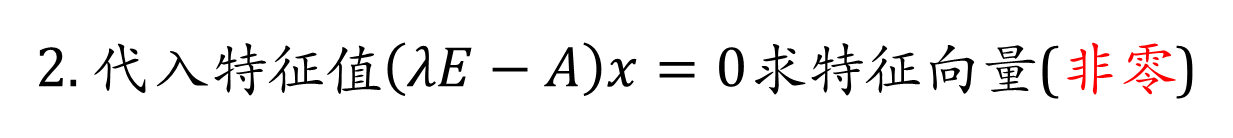 2. 代入特征值(λE − A)x = 0求特征向量(非零)